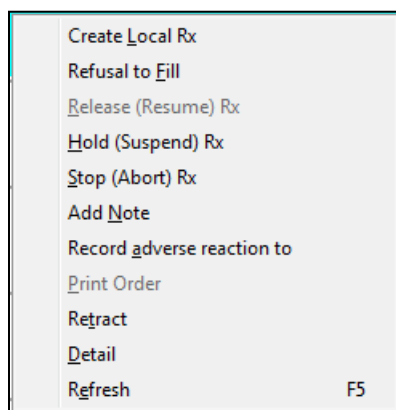 Create Local Rx
Refusal to Fill
Release (Resume) Rx
Hold (Suspend) Rx
Stop (Abort) Rx
Add Note
Record adverse reaction to
Print Order
Retract
Detail
Refresh F5